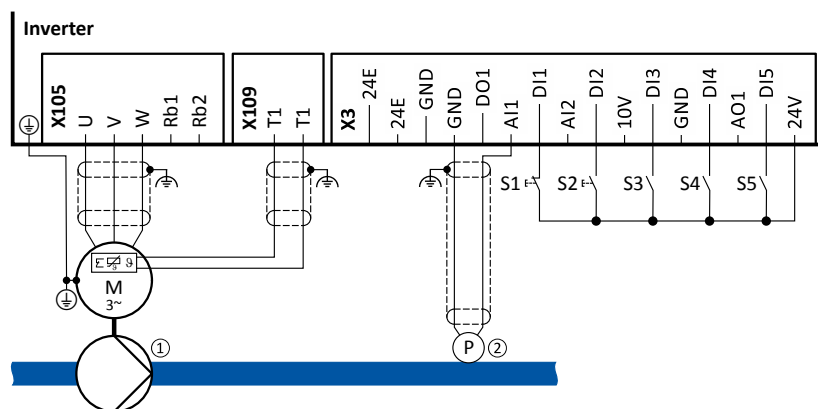 Inverter
X105 U V W Rb1 Rb2
X109 T1 T1
X3 24E 24E GND GND DO1 AI1 DI1 AI2 DI2 10V DI3 GND DI4 AO1 DI5 24V
S1 S2 S3 S4 S5
ϑ ϑ
M
3~
1
P 2